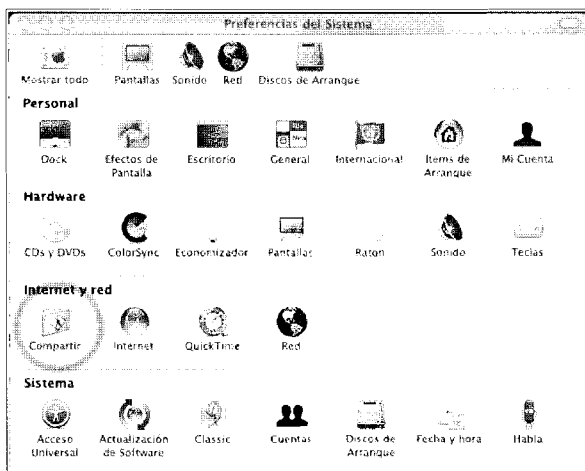 Preferencias del Sistema
Mostrar todo Pantallas Sonido Red Discos de Arranque
Personal
Dock Efectos de Pantalla Escritorio General Internacional Items de Arranque Mi Cuenta
Hardware
CDs y DVDs ColorSync Economizador Pantallas Raton Sonido Teclas
Internet y red
Compartir Internet QuickTime Red
Sistema
Acceso Universal Actualización de Software Classic Cuentas Discos de Arranque Fecha y hora Habla